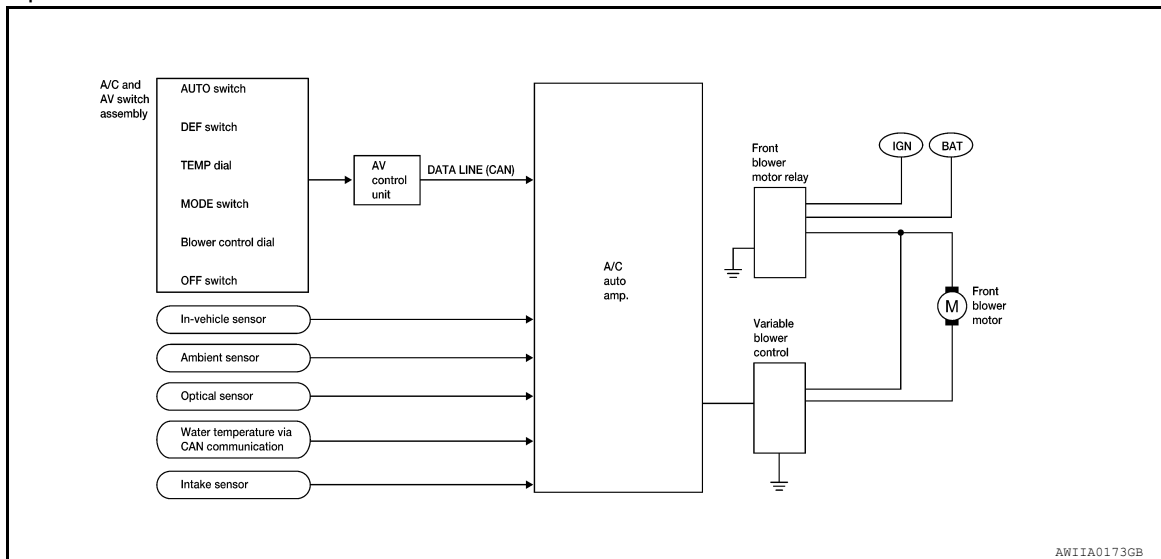 A/C and
AV switch
assembly
AUTO switch
DEF switch
TEMP dial
MODE switch
Blower control dial
OFF switch
AV
control
unit
DATA LINE (CAN)
In-vehicle sensor
Ambient sensor
Optical sensor
Water temperature via
CAN communication
Intake sensor
A/C
auto
amp.
Front
blower
motor relay
IGN
BAT
M
Front
blower
motor
Variable
blower
control
AWIIA0173GB